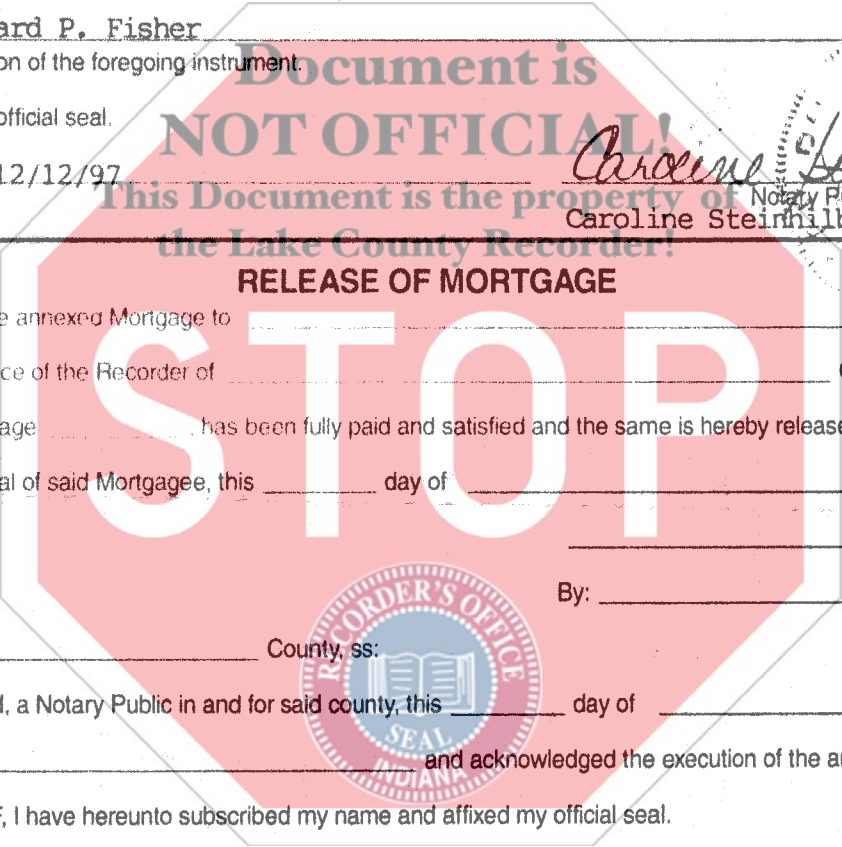 ard P. Fisher
on of the foregoing instrument.
Document is
official seal.
NOT OFFICIAL!
12/12/97
Caroline
This Document is the property of
Notary P
Caroline Steinhilb
the Lake County Recorder!
RELEASE OF MORTGAGE
e annexed Mortgage to
ce of the Recorder of
STOP
age has been fully paid and satisfied and the same is hereby release
al of said Mortgagee, this day of
By:
RECORDER'S OFFICE
County, ss:
d, a Notary Public in and for said county, this day of
SEAL
INDIANA
and acknowledged the execution of the a
F, I have hereunto subscribed my name and affixed my official seal.